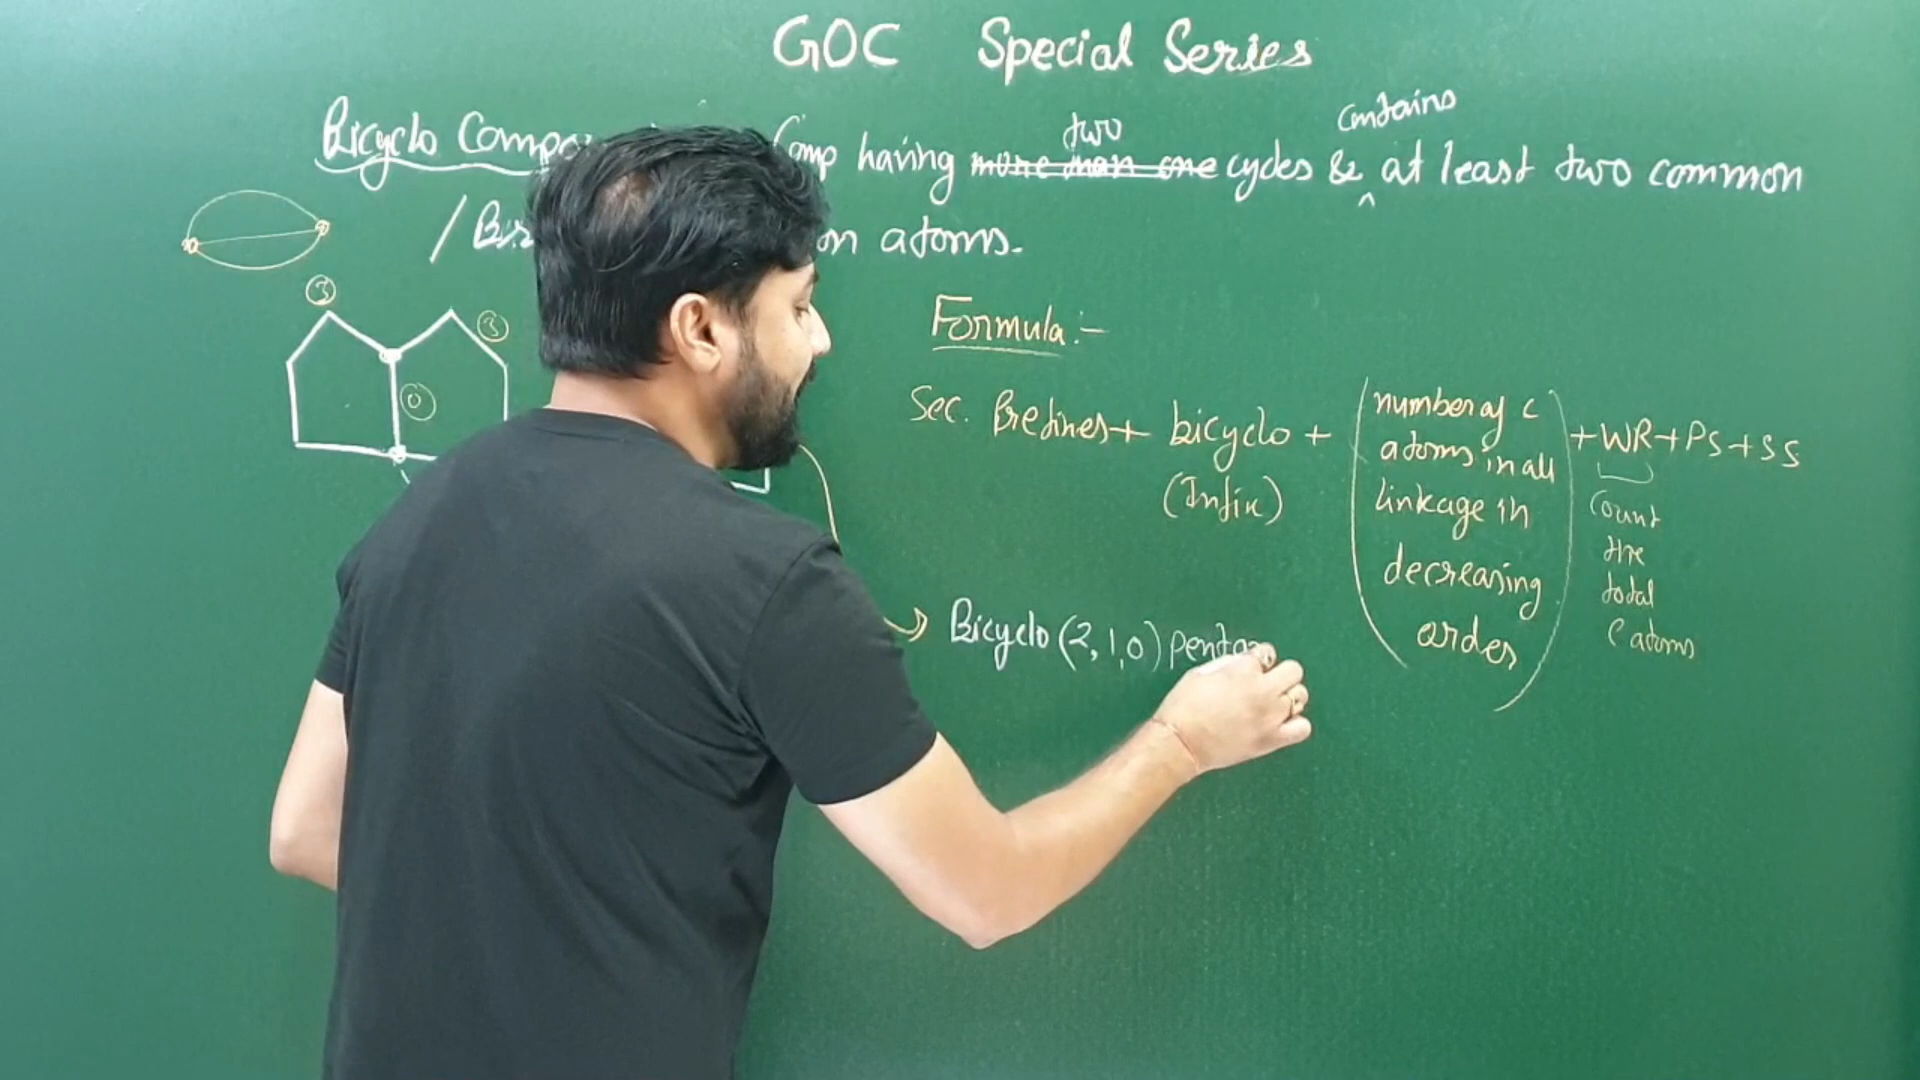 GOC Special Series
Bicyclo Comp
Comp having two more than one cycles & contains at least two common
/ Bi
on atoms.
3
3
0
Formula :-
Sec. Prefixes + bicyclo + (number of c
atoms in all
linkage in
decreasing
order) + WR + PS + SS
(Infix)
Count
the
total
C atoms
Bicyclo (2,1,0) pentan